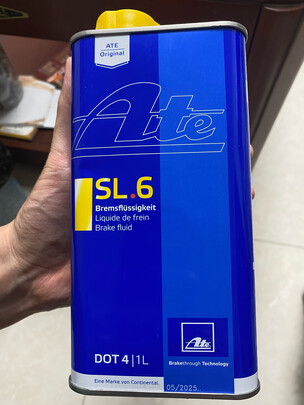 ATE
Original
Ate
SL.6
Bremsflüssigkeit
Liquide de frein
Brake fluid
Ate
Brakethrough Technology
DOT 4 | 1L
Eine Marke von Continental.
05/2025